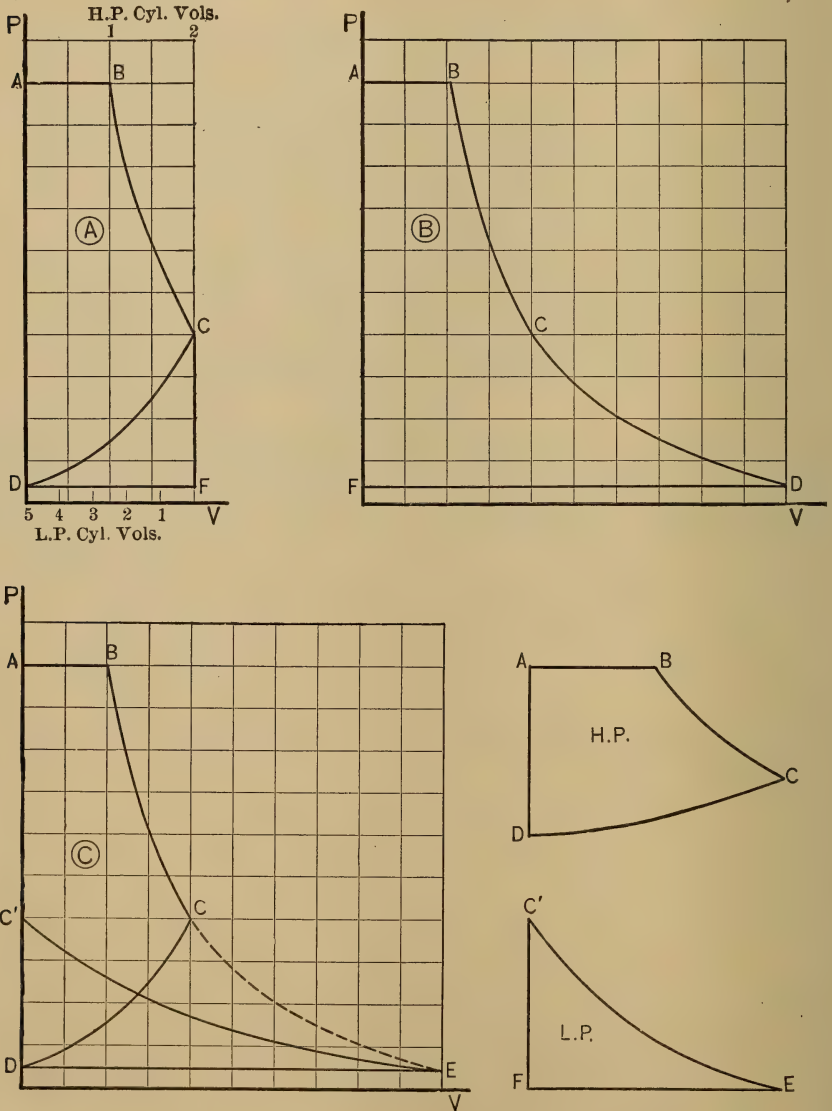 P
H.P. Cyl. Vols.
1 2
A B
Ⓐ
C
D F
5 4 3 2 1 V
L.P. Cyl. Vols.
P
A B
Ⓑ
C
F D
V
P
A B
Ⓒ
C' C
D E
V
A B
H.P.
C
D
C'
L.P.
F E